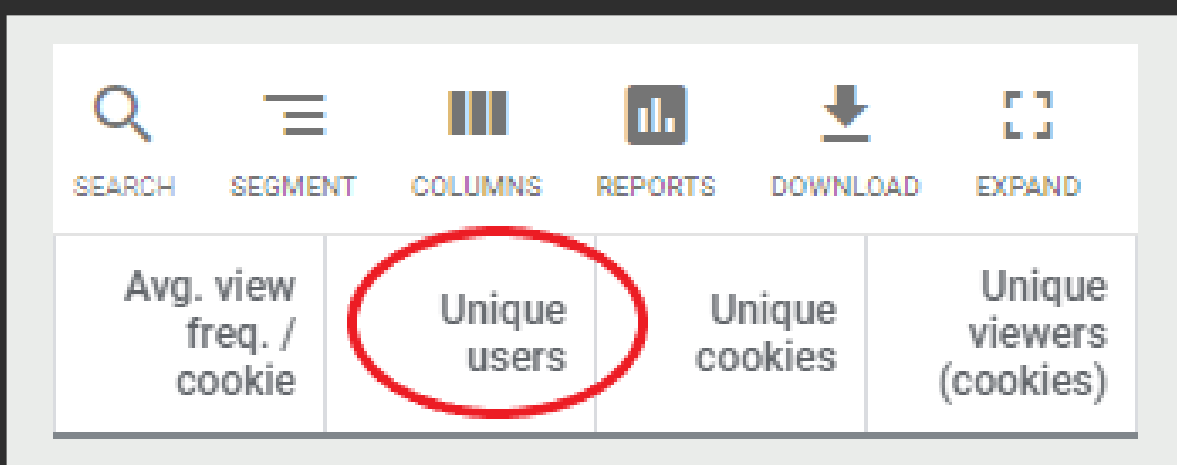 SEARCH SEGMENT COLUMNS REPORTS DOWNLOAD EXPAND
Avg. view
freq. /
cookie
Unique
users
Unique
cookies
Unique
viewers
(cookies)